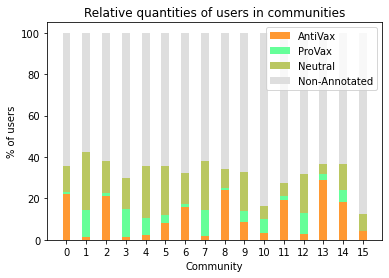 Relative quantities of users in communities
AntiVax
ProVax
Neutral
Non-Annotated
% of users
100
80
60
40
20
0
0 1 2 3 4 5 6 7 8 9 10 11 12 13 14 15
Community